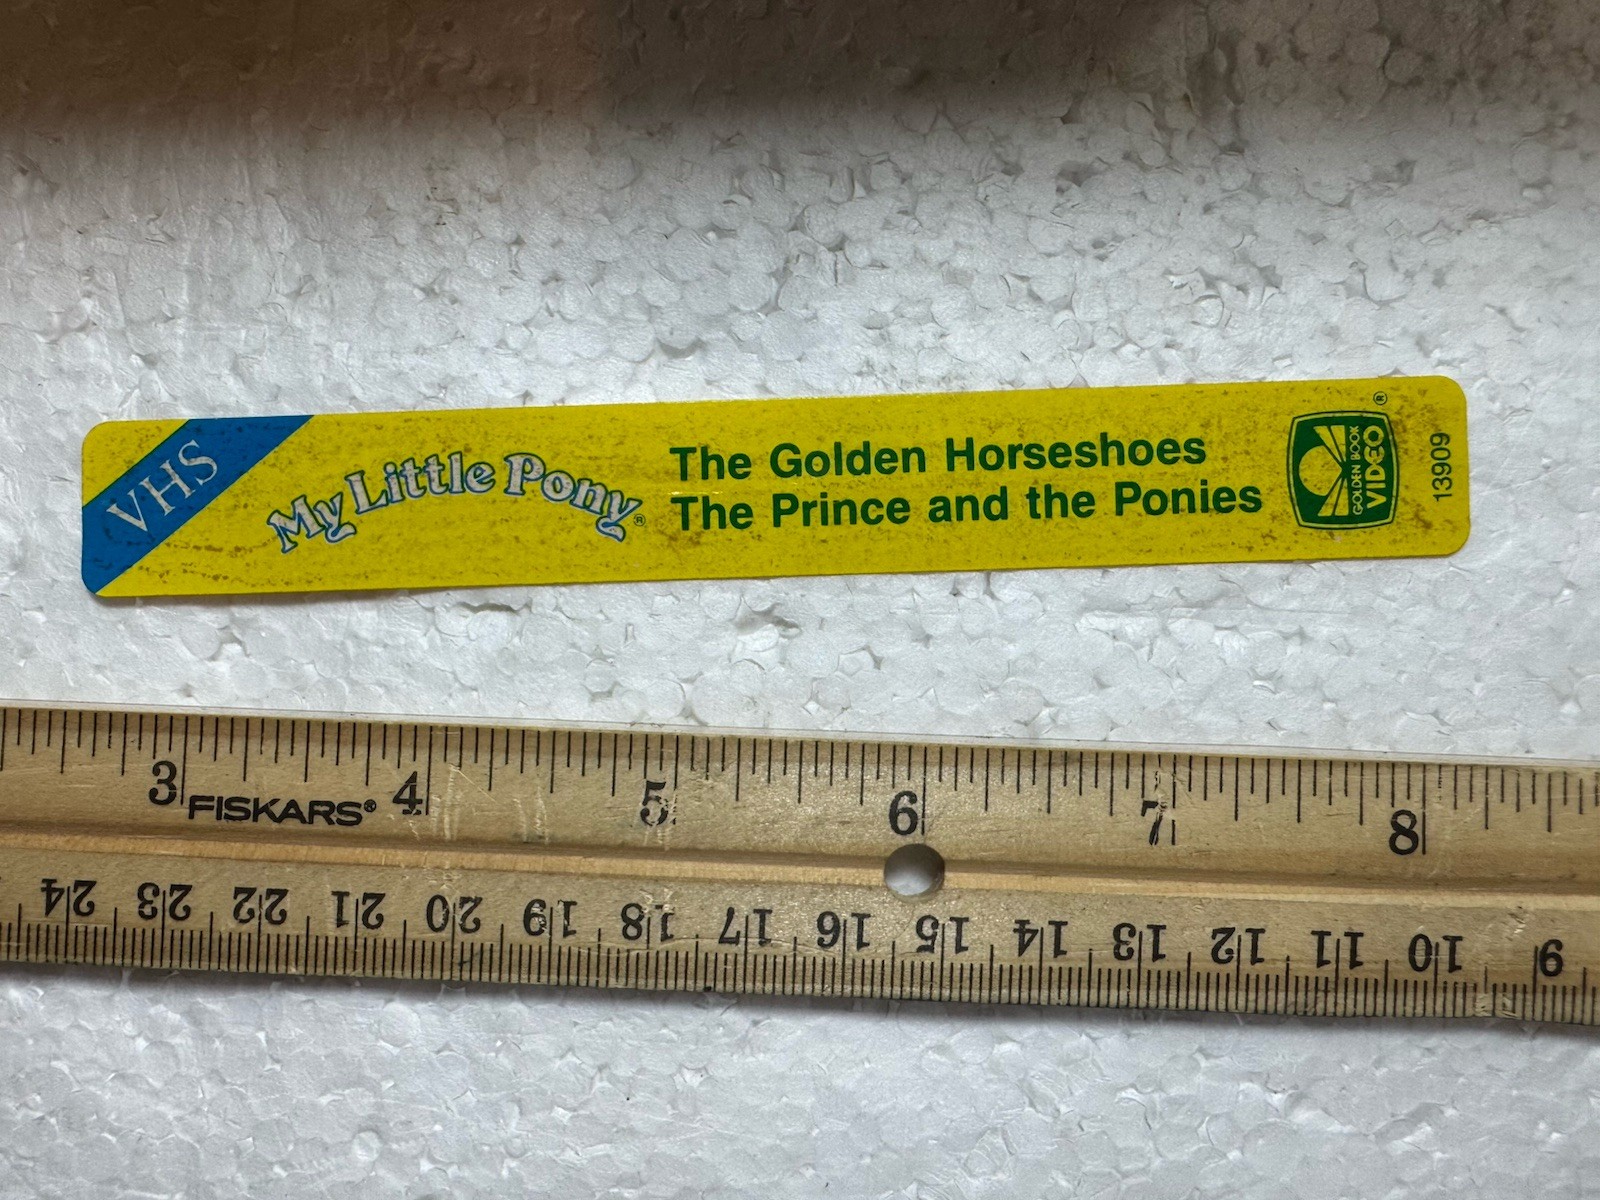 VHS
My Little Pony®
The Golden Horseshoes
The Prince and the Ponies
GOLDEN BOOK
VIDEO
®
13909
3 4 5 6 7 8
FISKARS®
24 23 22 21 20 19 18 17 16 15 14 13 12 11 10 9